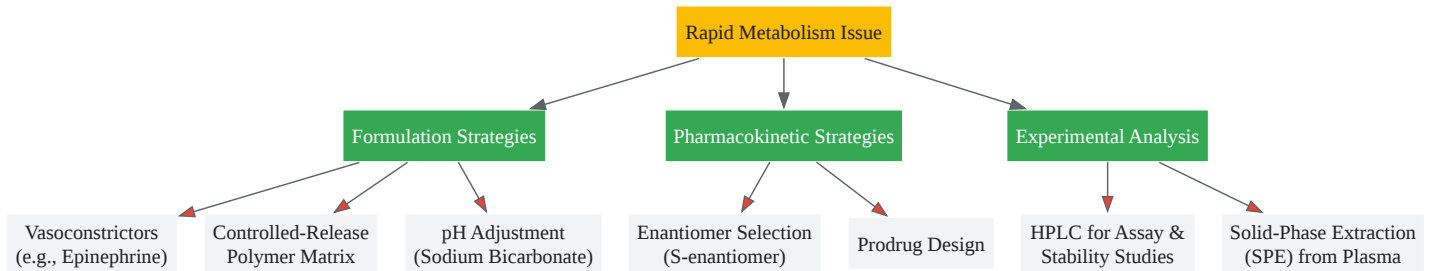 Rapid Metabolism Issue
Formulation Strategies
Pharmacokinetic Strategies
Experimental Analysis
Vasoconstrictors
(e.g., Epinephrine)
Controlled-Release
Polymer Matrix
pH Adjustment
(Sodium Bicarbonate)
Enantiomer Selection
(S-enantiomer)
Prodrug Design
HPLC for Assay &
Stability Studies
Solid-Phase Extraction
(SPE) from Plasma